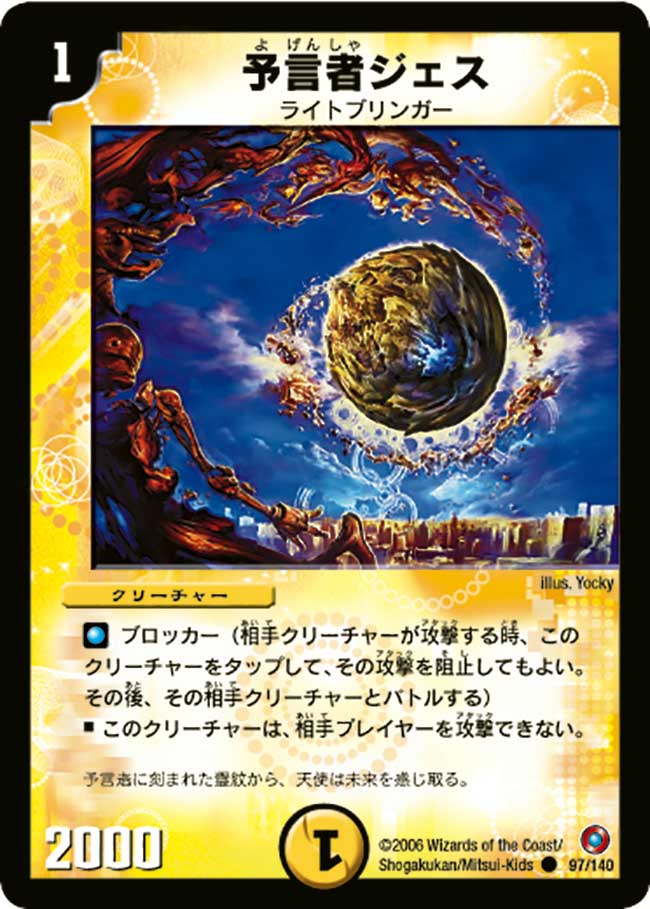 1
よげんしゃ
予言者ジェス
ライトブリンガー
illus. Yocky
クリーチャー
ブロッカー（相手クリーチャーが攻撃する時、この
クリーチャーをタップして、その攻撃を阻止してもよい。
その後、その相手クリーチャーとバトルする）
■ このクリーチャーは、相手プレイヤーを攻撃できない。
予言者に刻まれた霊紋から、天使は未来を感じ取る。
2000
1
©2006 Wizards of the Coast/
Shogakukan/Mitsui-Kids ● 97/140